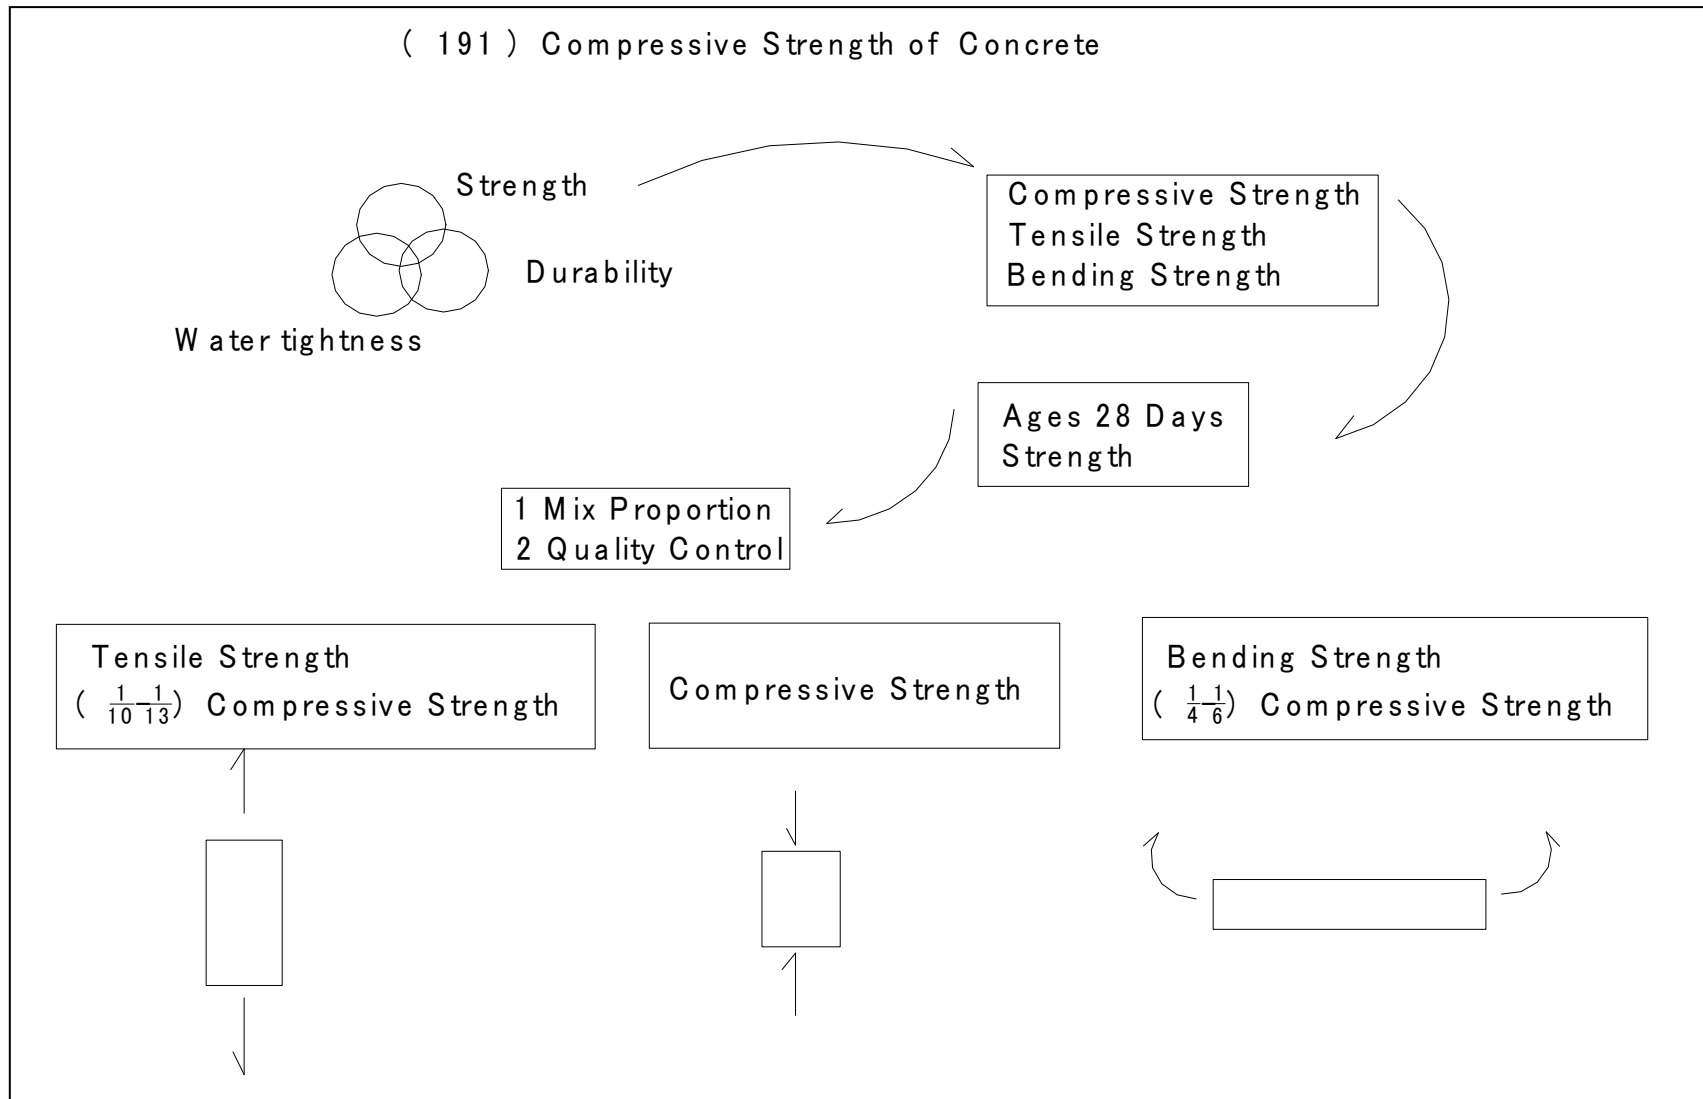 ( 191 ) Compressive Strength of Concrete
Strength
Durability
Water tightness
Compressive Strength
Tensile Strength
Bending Strength
Ages 28 Days
Strength
1 Mix Proportion
2 Quality Control
Tensile Strength
( 1/10-1/13) Compressive Strength
Compressive Strength
Bending Strength
( 1/4-1/6) Compressive Strength